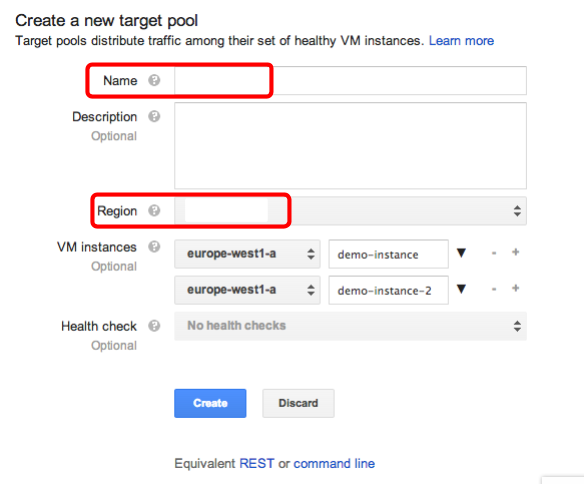 Create a new target pool
Target pools distribute traffic among their set of healthy VM instances. Learn more
Name ?
Description ?
Optional
Region ?
VM instances ? europe-west1-a demo-instance - +
Optional
europe-west1-a demo-instance-2 - +
Health check ? No health checks
Optional
Create Discard
Equivalent REST or command line